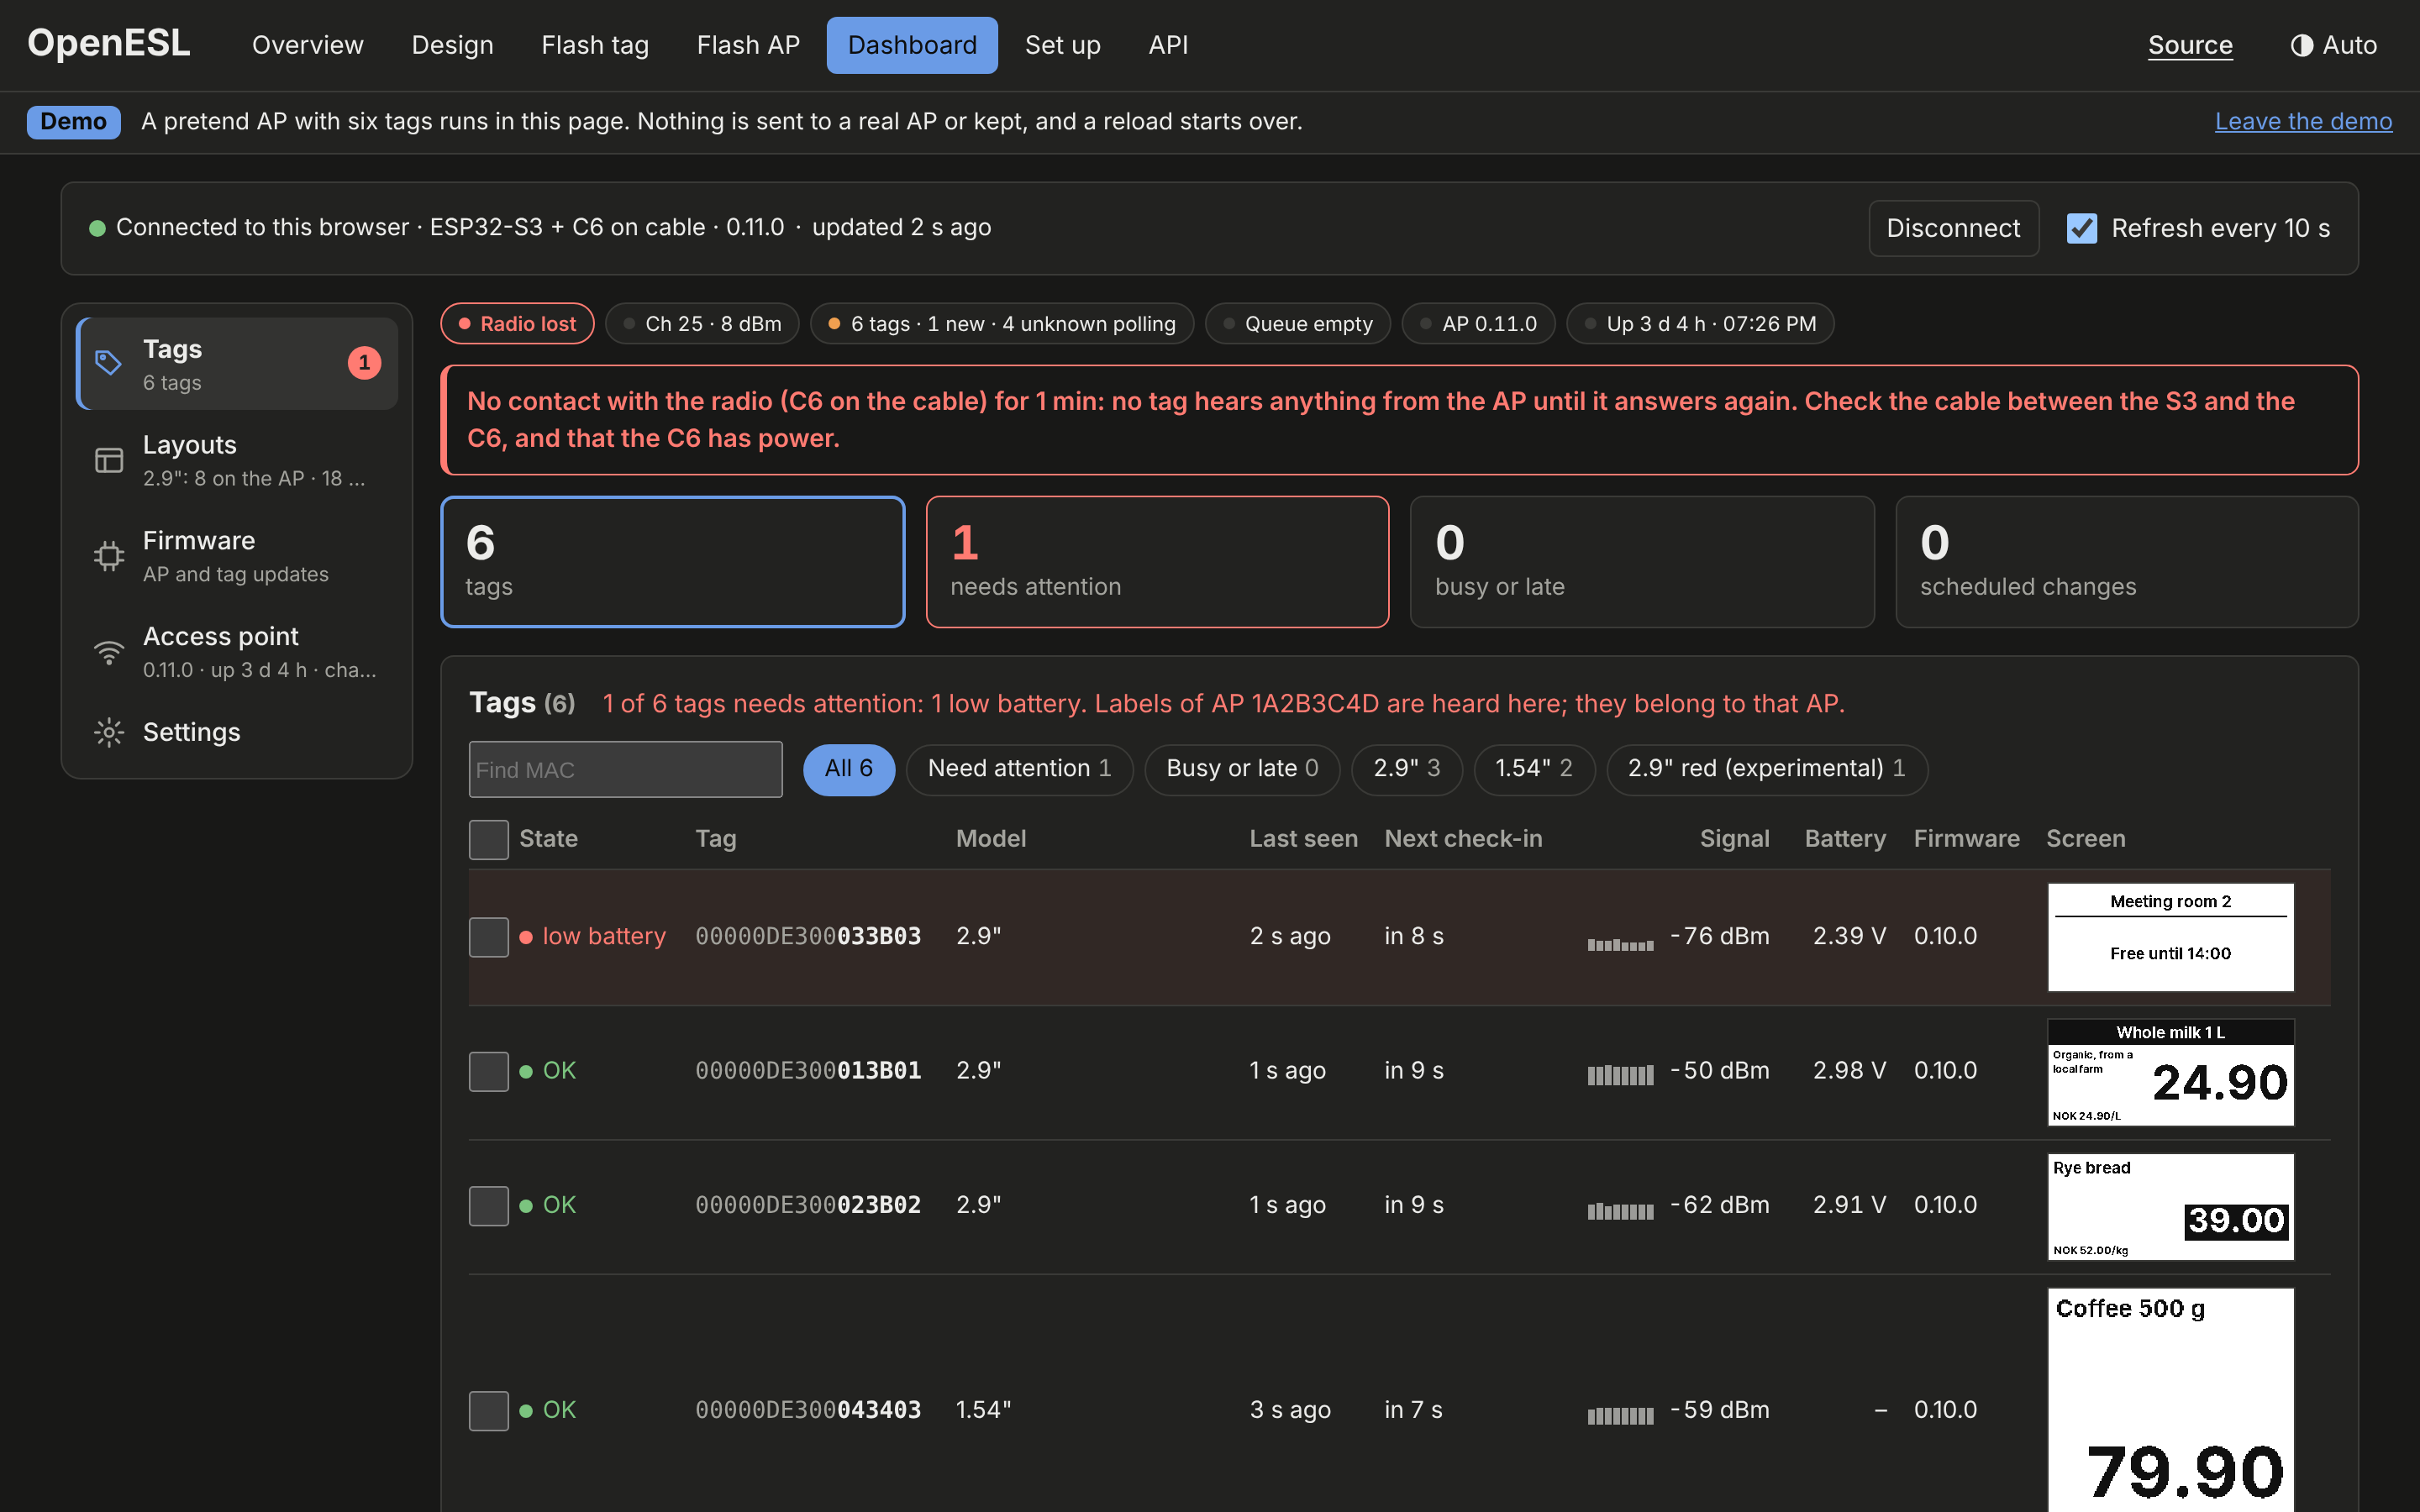 OpenESL Overview Design Flash tag Flash AP Dashboard Set up API Source Auto
Demo A pretend AP with six tags runs in this page. Nothing is sent to a real AP or kept, and a reload starts over. Leave the demo
Connected to this browser · ESP32-S3 + C6 on cable · 0.11.0 · updated 2 s ago Disconnect Refresh every 10 s
Tags
6 tags
1
Layouts
2.9": 8 on the AP · 18 ...
Firmware
AP and tag updates
Access point
0.11.0 · up 3 d 4 h · cha...
Settings
Radio lost Ch 25 · 8 dBm 6 tags · 1 new · 4 unknown polling Queue empty AP 0.11.0 Up 3 d 4 h · 07:26 PM
No contact with the radio (C6 on the cable) for 1 min: no tag hears anything from the AP until it answers again. Check the cable between the S3 and the
C6, and that the C6 has power.
6
tags
1
needs attention
0
busy or late
0
scheduled changes
Tags (6) 1 of 6 tags needs attention: 1 low battery. Labels of AP 1A2B3C4D are heard here; they belong to that AP.
Find MAC All 6 Need attention 1 Busy or late 0 2.9" 3 1.54" 2 2.9" red (experimental) 1
State Tag Model Last seen Next check-in Signal Battery Firmware Screen
low battery 00000DE300033B03 2.9" 2 s ago in 8 s -76 dBm 2.39 V 0.10.0
Meeting room 2
Free until 14:00
OK 00000DE300013B01 2.9" 1 s ago in 9 s -50 dBm 2.98 V 0.10.0
Whole milk 1 L
Organic, from a
local farm
24.90
NOK 24.90/L
OK 00000DE300023B02 2.9" 1 s ago in 9 s -62 dBm 2.91 V 0.10.0
Rye bread
39.00
NOK 52.00/kg
OK 00000DE300043403 1.54" 3 s ago in 7 s -59 dBm – 0.10.0
Coffee 500 g
79.90